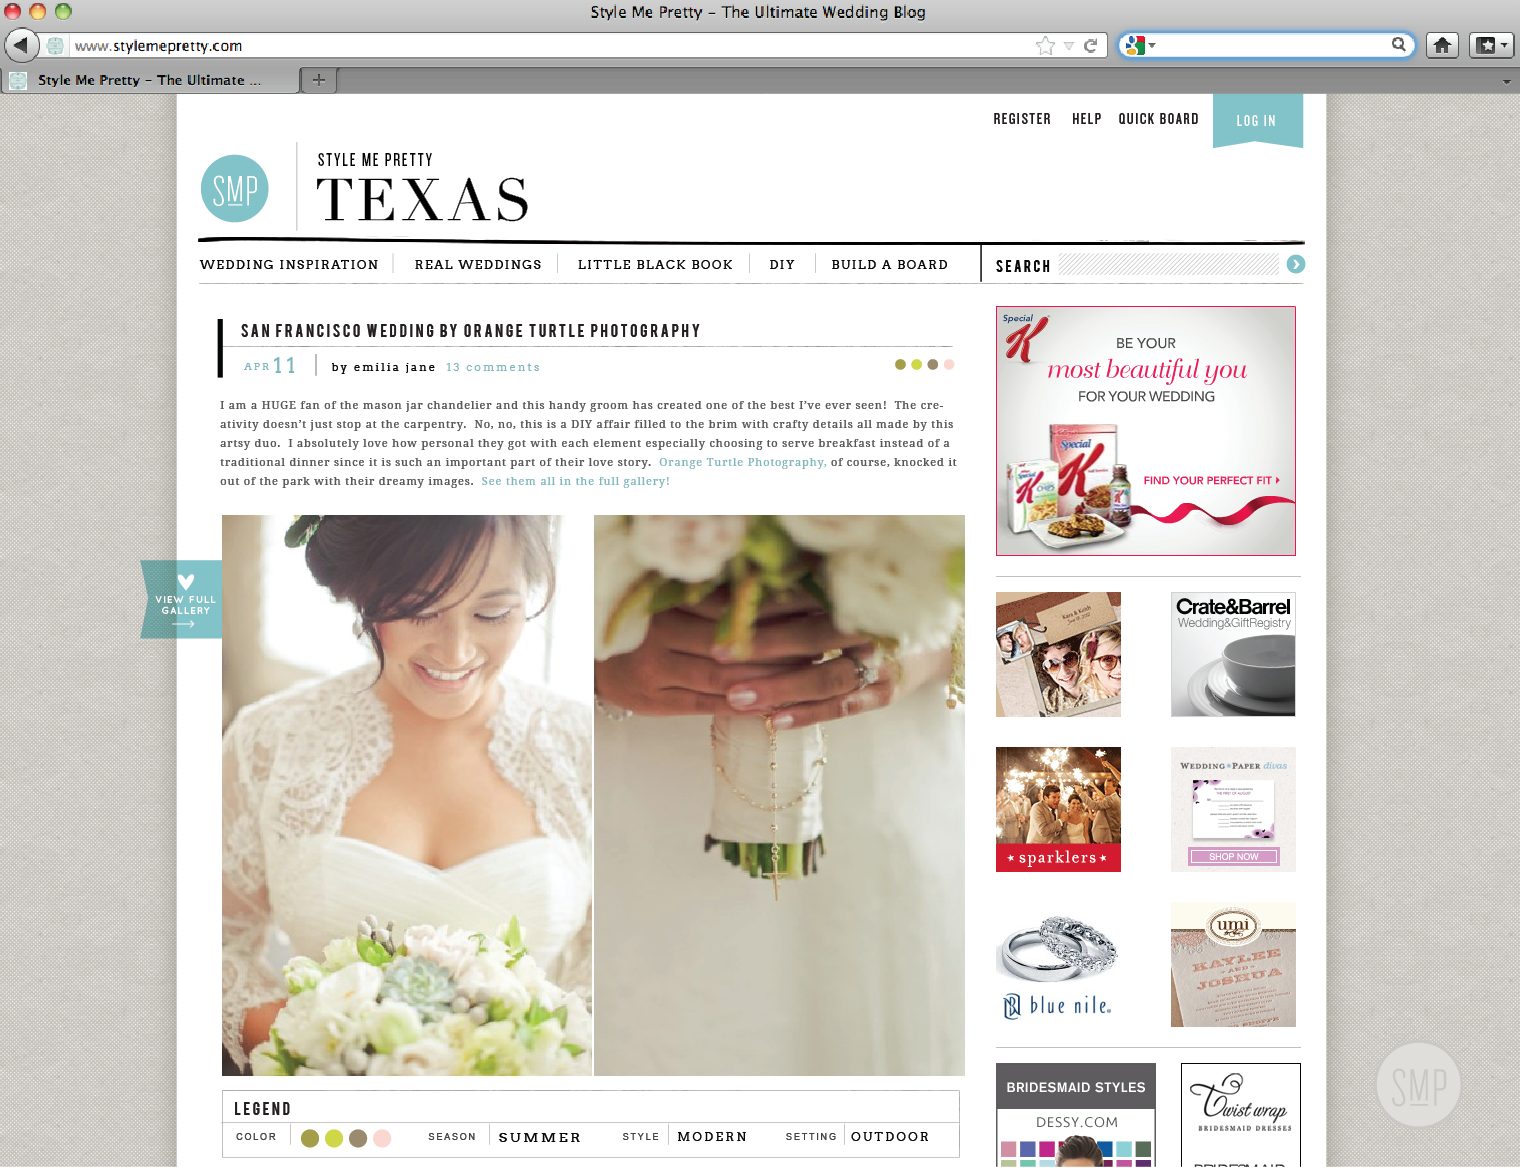 Style Me Pretty – The Ultimate Wedding Blog
www.stylemepretty.com
Style Me Pretty – The Ultimate ...
REGISTER HELP QUICK BOARD LOG IN
SMP
STYLE ME PRETTY
TEXAS
WEDDING INSPIRATION REAL WEDDINGS LITTLE BLACK BOOK DIY BUILD A BOARD SEARCH
SAN FRANCISCO WEDDING BY ORANGE TURTLE PHOTOGRAPHY
APR 11 by emilia jane 13 comments
I am a HUGE fan of the mason jar chandelier and this handy groom has created one of the best I've ever seen! The cre-
ativity doesn't just stop at the carpentry. No, no, this is a DIY affair filled to the brim with crafty details all made by this
artsy duo. I absolutely love how personal they got with each element especially choosing to serve breakfast instead of a
traditional dinner since it is such an important part of their love story. Orange Turtle Photography, of course, knocked it
out of the park with their dreamy images. See them all in the full gallery!
VIEW FULL
GALLERY
LEGEND
COLOR SEASON SUMMER STYLE MODERN SETTING OUTDOOR
Special
K
BE YOUR
most beautiful you
FOR YOUR WEDDING
Special
K
FIND YOUR PERFECT FIT
Kara & Keith
Crate&Barrel
Wedding&GiftRegistry
sparklers
WEDDING PAPER divas
SHOP NOW
blue nile
umi
KAYLEE
AND
JOSHUA
BRIDESMAID STYLES
DESSY.COM
Twist wrap
BRIDESMAID DRESSES
SMP